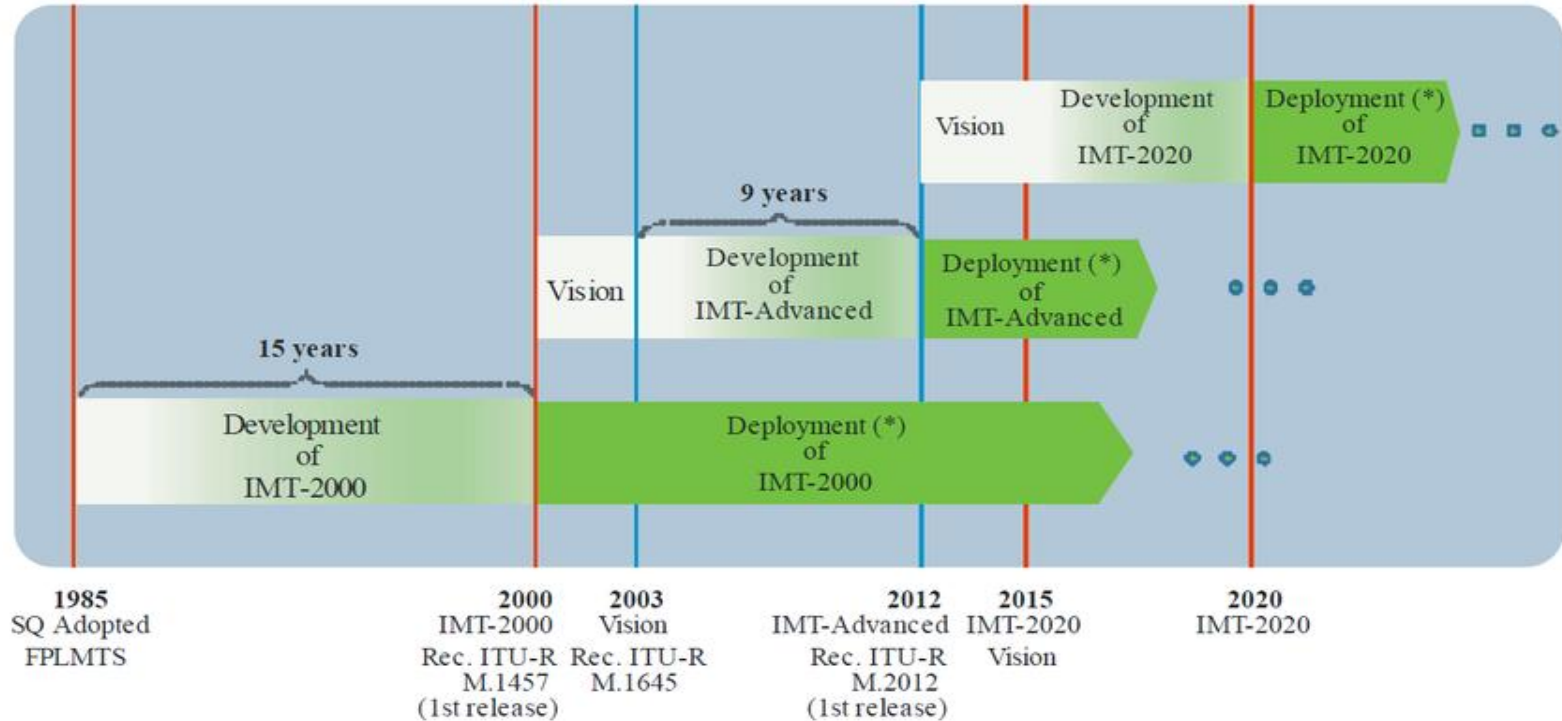 Vision
Development
of
IMT-2020
Deployment (*)
of
IMT-2020
9 years
Vision
Development
of
IMT-Advanced
Deployment (*)
of
IMT-Advanced
15 years
Development
of
IMT-2000
Deployment (*)
of
IMT-2000
1985
SQ Adopted
FPLMTS
2000
IMT-2000
Rec. ITU-R
M.1457
(1st release)
2003
Vision
Rec. ITU-R
M.1645
2012
IMT-Advanced
Rec. ITU-R
M.2012
(1st release)
2015
IMT-2020
Vision
2020
IMT-2020